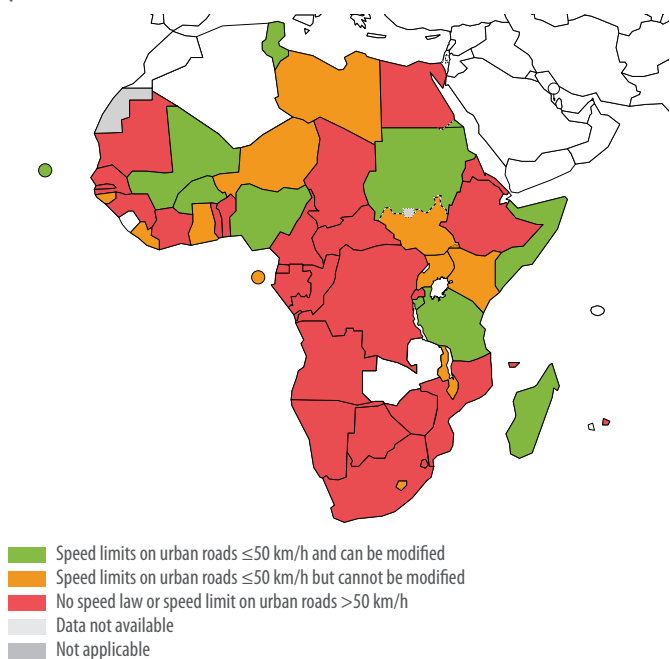 Speed limits on urban roads ≤50 km/h and can be modified
Speed limits on urban roads ≤50 km/h but cannot be modified
No speed law or speed limit on urban roads >50 km/h
Data not available
Not applicable